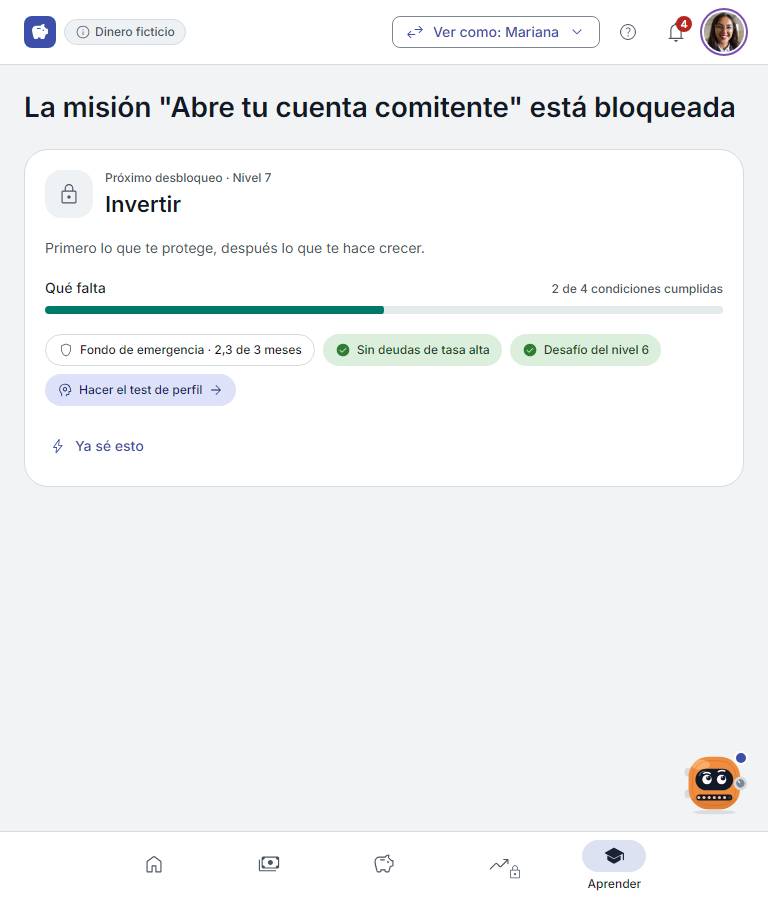 Dinero ficticio
Ver como: Mariana
4
La misión "Abre tu cuenta comitente" está bloqueada
Próximo desbloqueo · Nivel 7
Invertir
Primero lo que te protege, después lo que te hace crecer.
Qué falta
2 de 4 condiciones cumplidas
Fondo de emergencia · 2,3 de 3 meses
Sin deudas de tasa alta
Desafío del nivel 6
Hacer el test de perfil
Ya sé esto
Aprender